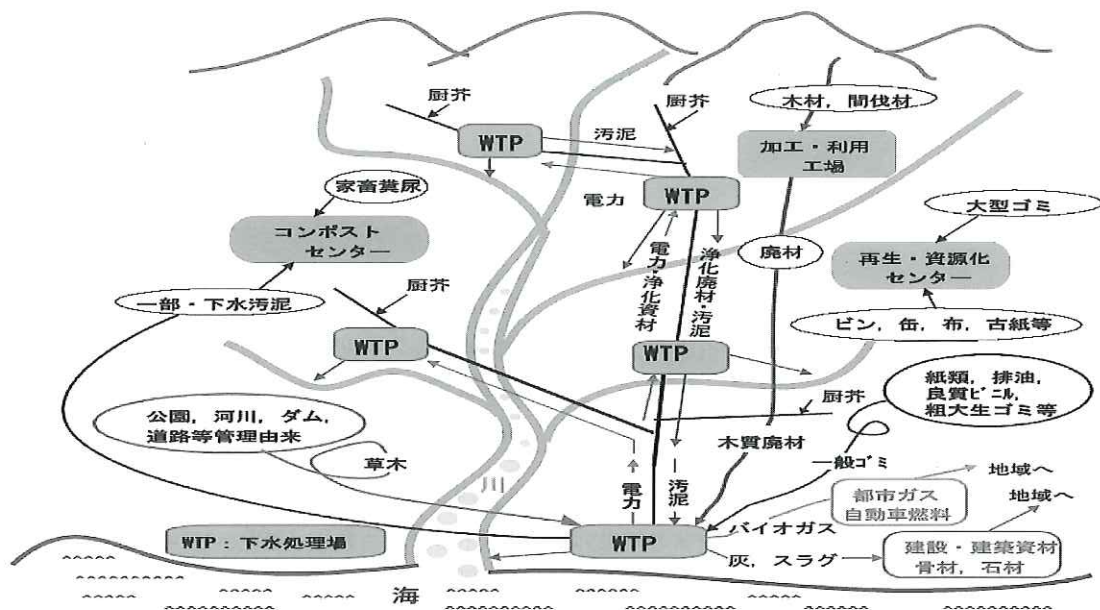 厨芥
厨芥
木材，間伐材
WTP
汚泥
加工・利用
工場
家畜糞尿
電力
WTP
大型ゴミ
コンポスト
センター
廃材
再生・資源化
センター
電力・浄化資材
浄化廃材・汚泥
一部・下水汚泥
厨芥
ビン，缶，布，古紙等
WTP
WTP
紙類，排油，
良質ビニル，
粗大生ゴミ等
公園，河川，ダム，
道路等管理由来
厨芥
木質廃材
草木
一般ゴミ
川
電力
汚泥
地域へ
都市ガス
自動車燃料
地域へ
バイオガス
WTP：下水処理場
WTP
灰，スラグ
建設・建築資材
骨材，石材
海